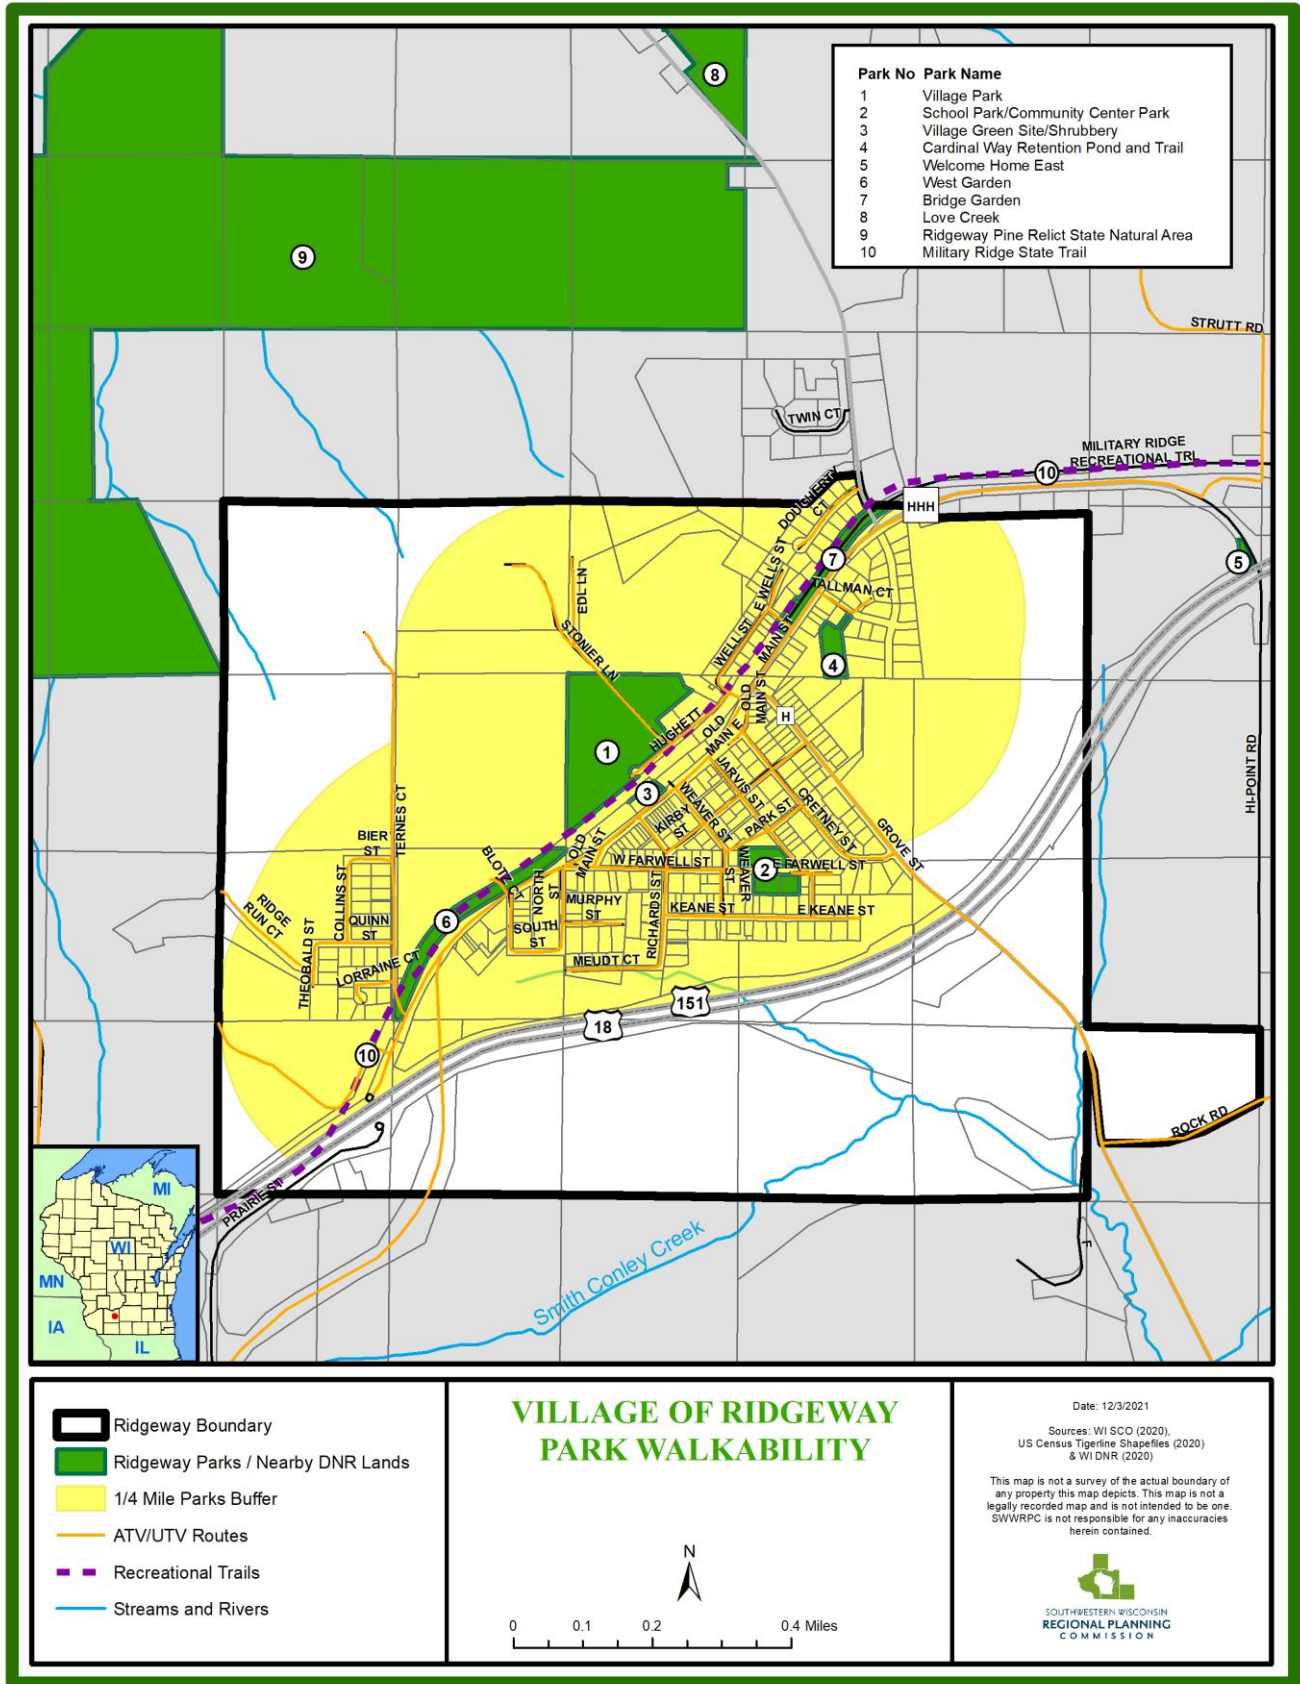 Park No Park Name
1 Village Park
2 School Park/Community Center Park
3 Village Green Site/Shrubbery
4 Cardinal Way Retention Pond and Trail
5 Welcome Home East
6 West Garden
7 Bridge Garden
8 Love Creek
9 Ridgeway Pine Relict State Natural Area
10 Military Ridge State Trail
8
9
STRUTT RD
TWIN CT
MILITARY RIDGE
RECREATIONAL TRL
10
DOUGHERTY
CT
HHH
7
5
E WELLS ST
TALLMAN CT
EDL LN
STONIER LN
WELL ST
MAIN ST
4
OLD
MAIN ST
H
HUGHETT
OLD
MAIN E
1
HI-POINT RD
3
JARVIS ST
WEAVER ST
KIRBY
ST
PARK ST
CRETNEY ST
GROVE ST
TERNES CT
BIER
ST
BLOTZ CT
OLD
MAIN ST
W FARWELL ST
WEAVER
ST
2
E FARWELL ST
RIDGE
RUN CT
COLLINS ST
QUINN
ST
THEOBALD ST
6
NORTH
ST
MURPHY
ST
RICHARDS ST
KEANE ST
E KEANE ST
SOUTH
ST
LORRAINE CT
MEUDT CT
151
18
10
ROCK RD
PRAIRIE ST
F
Smith Conley Creek
MI
WI
MN
IA
IL
Ridgeway Boundary
Ridgeway Parks / Nearby DNR Lands
1/4 Mile Parks Buffer
ATV/UTV Routes
Recreational Trails
Streams and Rivers
VILLAGE OF RIDGEWAY
PARK WALKABILITY
N
0 0.1 0.2 0.4 Miles
Date: 12/3/2021
Sources: WI SCO (2020),
US Census Tigerline Shapefiles (2020)
& WI DNR (2020)
This map is not a survey of the actual boundary of
any property this map depicts. This map is not a
legally recorded map and is not intended to be one.
SWWRPC is not responsible for any inaccuracies
herein contained.
SOUTHWESTERN WISCONSIN
REGIONAL PLANNING
COMMISSION